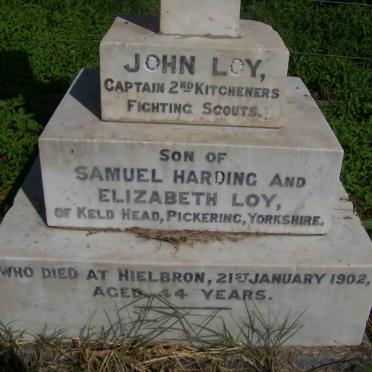 JOHN LOY,
CAPTAIN 2ND KITCHENERS
FIGHTING SCOUTS.
SON OF
SAMUEL HARDING AND
ELIZABETH LOY,
OF KELD HEAD, PICKERING, YORKSHIRE.
WHO DIED AT HIELBRON, 21ST JANUARY 1902,
AGED 44 YEARS.